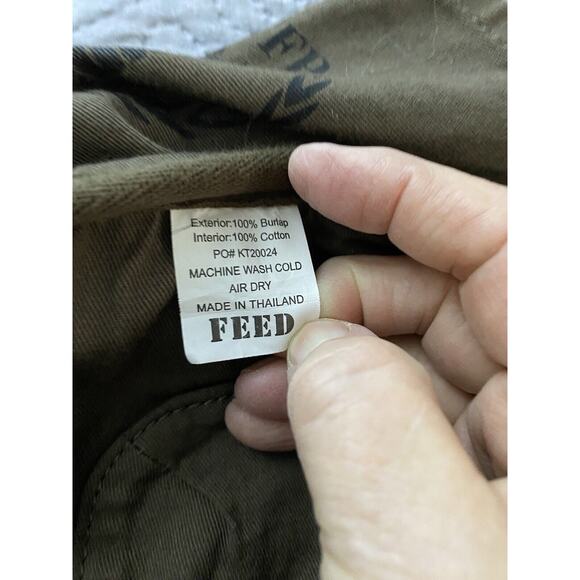 Exterior:100% Burlap
Interior:100% Cotton
PO# KT20024
MACHINE WASH COLD
AIR DRY
MADE IN THAILAND
FEED